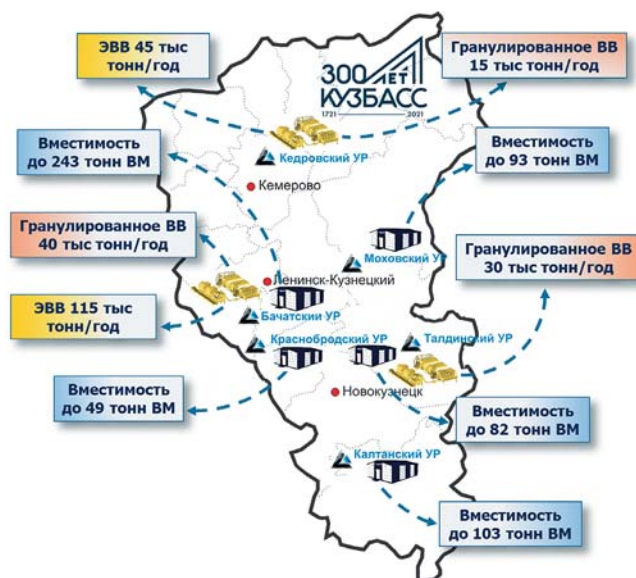 ЭВВ 45 тыс
тонн/год
300 ЛЕТ
КУЗБАСС
1721 2021
Гранулированное ВВ
15 тыс тонн/год
Вместимость
до 243 тонн ВМ
Кедровский УР
Вместимость
до 93 тонн ВМ
Кемерово
Гранулированное ВВ
40 тыс тонн/год
Моховский УР
Гранулированное ВВ
30 тыс тонн/год
Ленинск-Кузнецкий
ЭВВ 115 тыс
тонн/год
Бачатский УР
Краснобродский УР
Талдинский УР
Вместимость
до 49 тонн ВМ
Новокузнецк
Вместимость
до 82 тонн ВМ
Калтанский УР
Вместимость
до 103 тонн ВМ